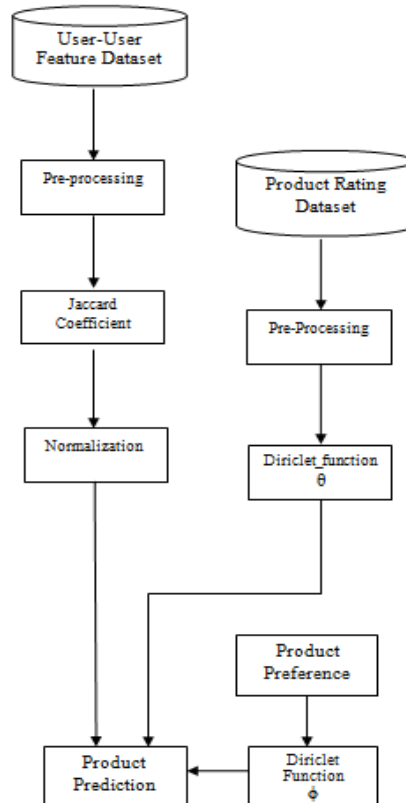 User-User
Feature Dataset
Pre-processing
Product Rating
Dataset
Jaccard
Coefficient
Pre-Processing
Normalization
Diriclet_function
θ
Product
Preference
Product
Prediction
Diriclet
Function
ϕ